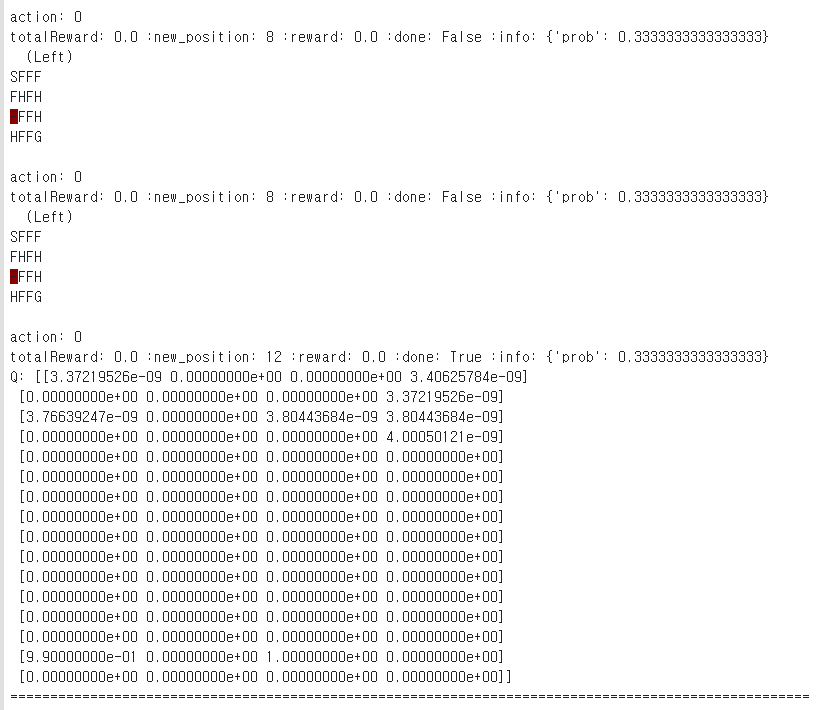 action: 0
totalReward: 0.0 :new_position: 8 :reward: 0.0 :done: False :info: {'prob': 0.3333333333333333}
  (Left)
SFFF
FHFH
FFFH
HFFG

action: 0
totalReward: 0.0 :new_position: 8 :reward: 0.0 :done: False :info: {'prob': 0.3333333333333333}
  (Left)
SFFF
FHFH
FFFH
HFFG

action: 0
totalReward: 0.0 :new_position: 12 :reward: 0.0 :done: True :info: {'prob': 0.3333333333333333}
Q: [[3.37219526e-09 0.00000000e+00 0.00000000e+00 3.40625784e-09]
 [0.00000000e+00 0.00000000e+00 0.00000000e+00 3.37219526e-09]
 [3.76639247e-09 0.00000000e+00 3.80443684e-09 3.80443684e-09]
 [0.00000000e+00 0.00000000e+00 0.00000000e+00 4.00050121e-09]
 [0.00000000e+00 0.00000000e+00 0.00000000e+00 0.00000000e+00]
 [0.00000000e+00 0.00000000e+00 0.00000000e+00 0.00000000e+00]
 [0.00000000e+00 0.00000000e+00 0.00000000e+00 0.00000000e+00]
 [0.00000000e+00 0.00000000e+00 0.00000000e+00 0.00000000e+00]
 [0.00000000e+00 0.00000000e+00 0.00000000e+00 0.00000000e+00]
 [0.00000000e+00 0.00000000e+00 0.00000000e+00 0.00000000e+00]
 [0.00000000e+00 0.00000000e+00 0.00000000e+00 0.00000000e+00]
 [0.00000000e+00 0.00000000e+00 0.00000000e+00 0.00000000e+00]
 [0.00000000e+00 0.00000000e+00 0.00000000e+00 0.00000000e+00]
 [0.00000000e+00 0.00000000e+00 0.00000000e+00 0.00000000e+00]
 [9.90000000e-01 0.00000000e+00 1.00000000e+00 0.00000000e+00]
 [0.00000000e+00 0.00000000e+00 0.00000000e+00 0.00000000e+00]]
====================================================================================================